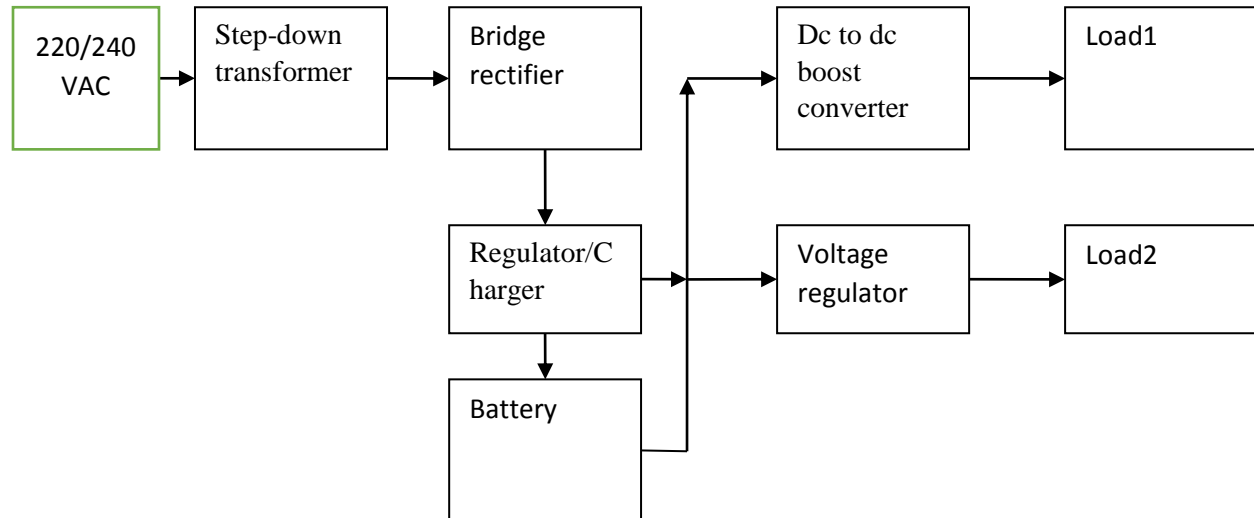 220/240
VAC
Step-down
transformer
Bridge
rectifier
Dc to dc
boost
converter
Load1
Regulator/C
harger
Voltage
regulator
Load2
Battery